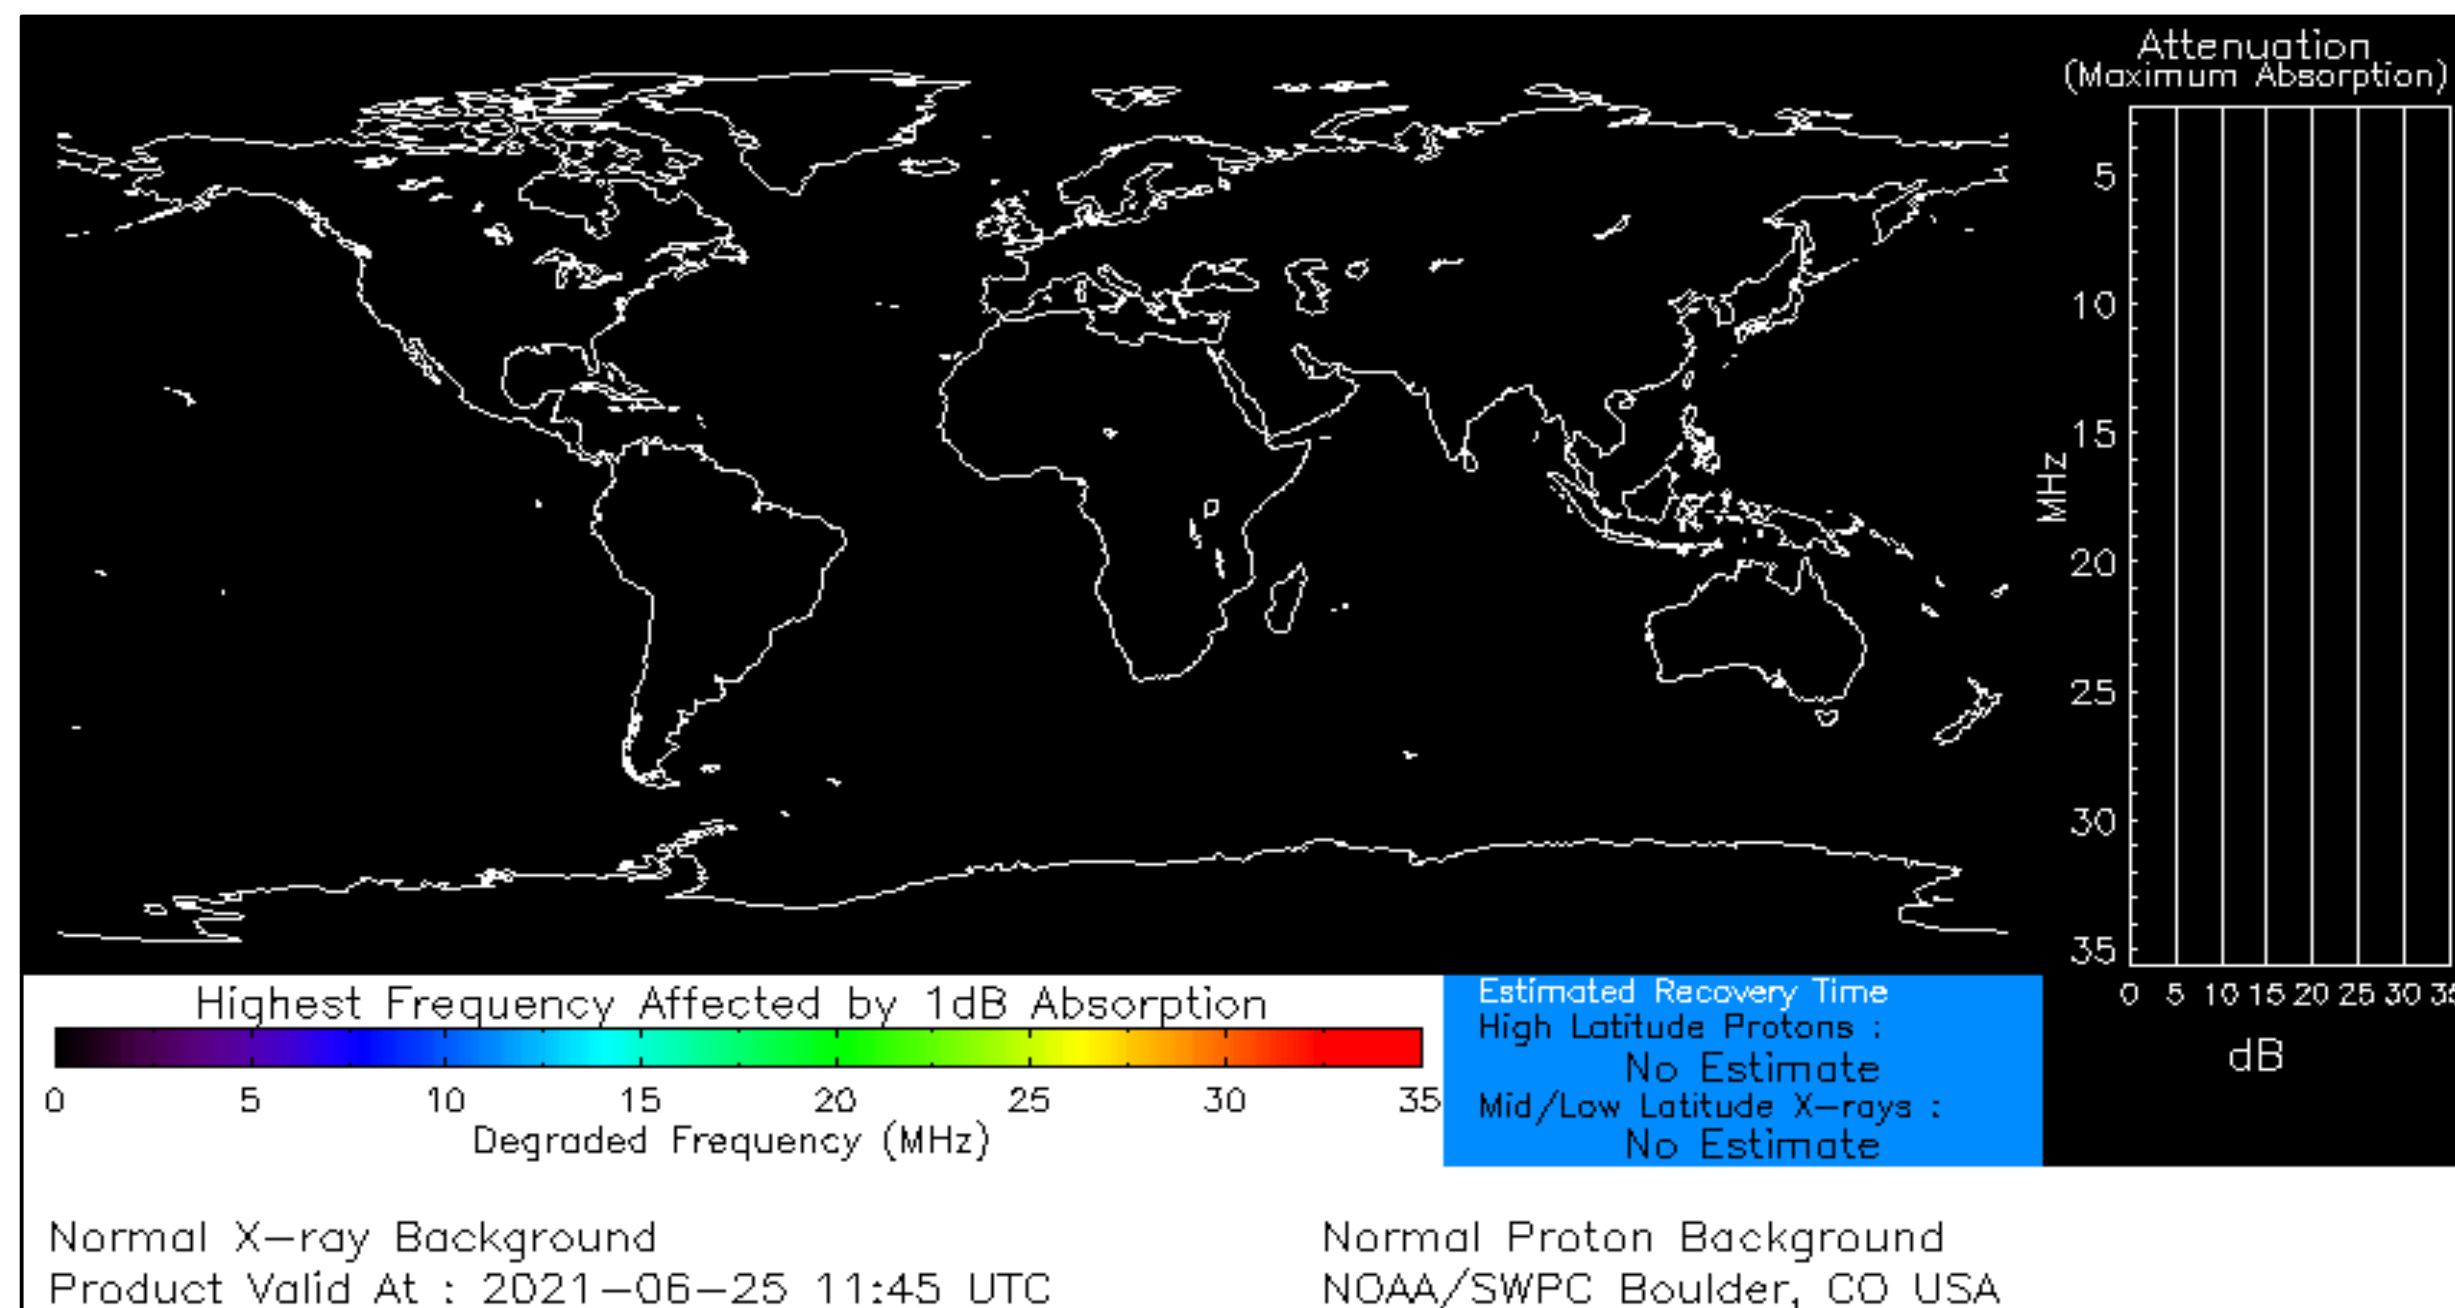 Attenuation
(Maximum Absorption)
5
10
15
20
25
30
35
MHz
0 5 10 15 20 25 30
dB
Highest Frequency Affected by 1dB Absorption
0 5 10 15 20 25 30 35
Degraded Frequency (MHz)
Estimated Recovery Time
High Latitude Protons :
No Estimate
Mid/Low Latitude X-rays :
No Estimate
Normal X-ray Background
Normal Proton Background
Product Valid At : 2021-06-25 11:45 UTC
NOAA/SWPC Boulder, CO USA